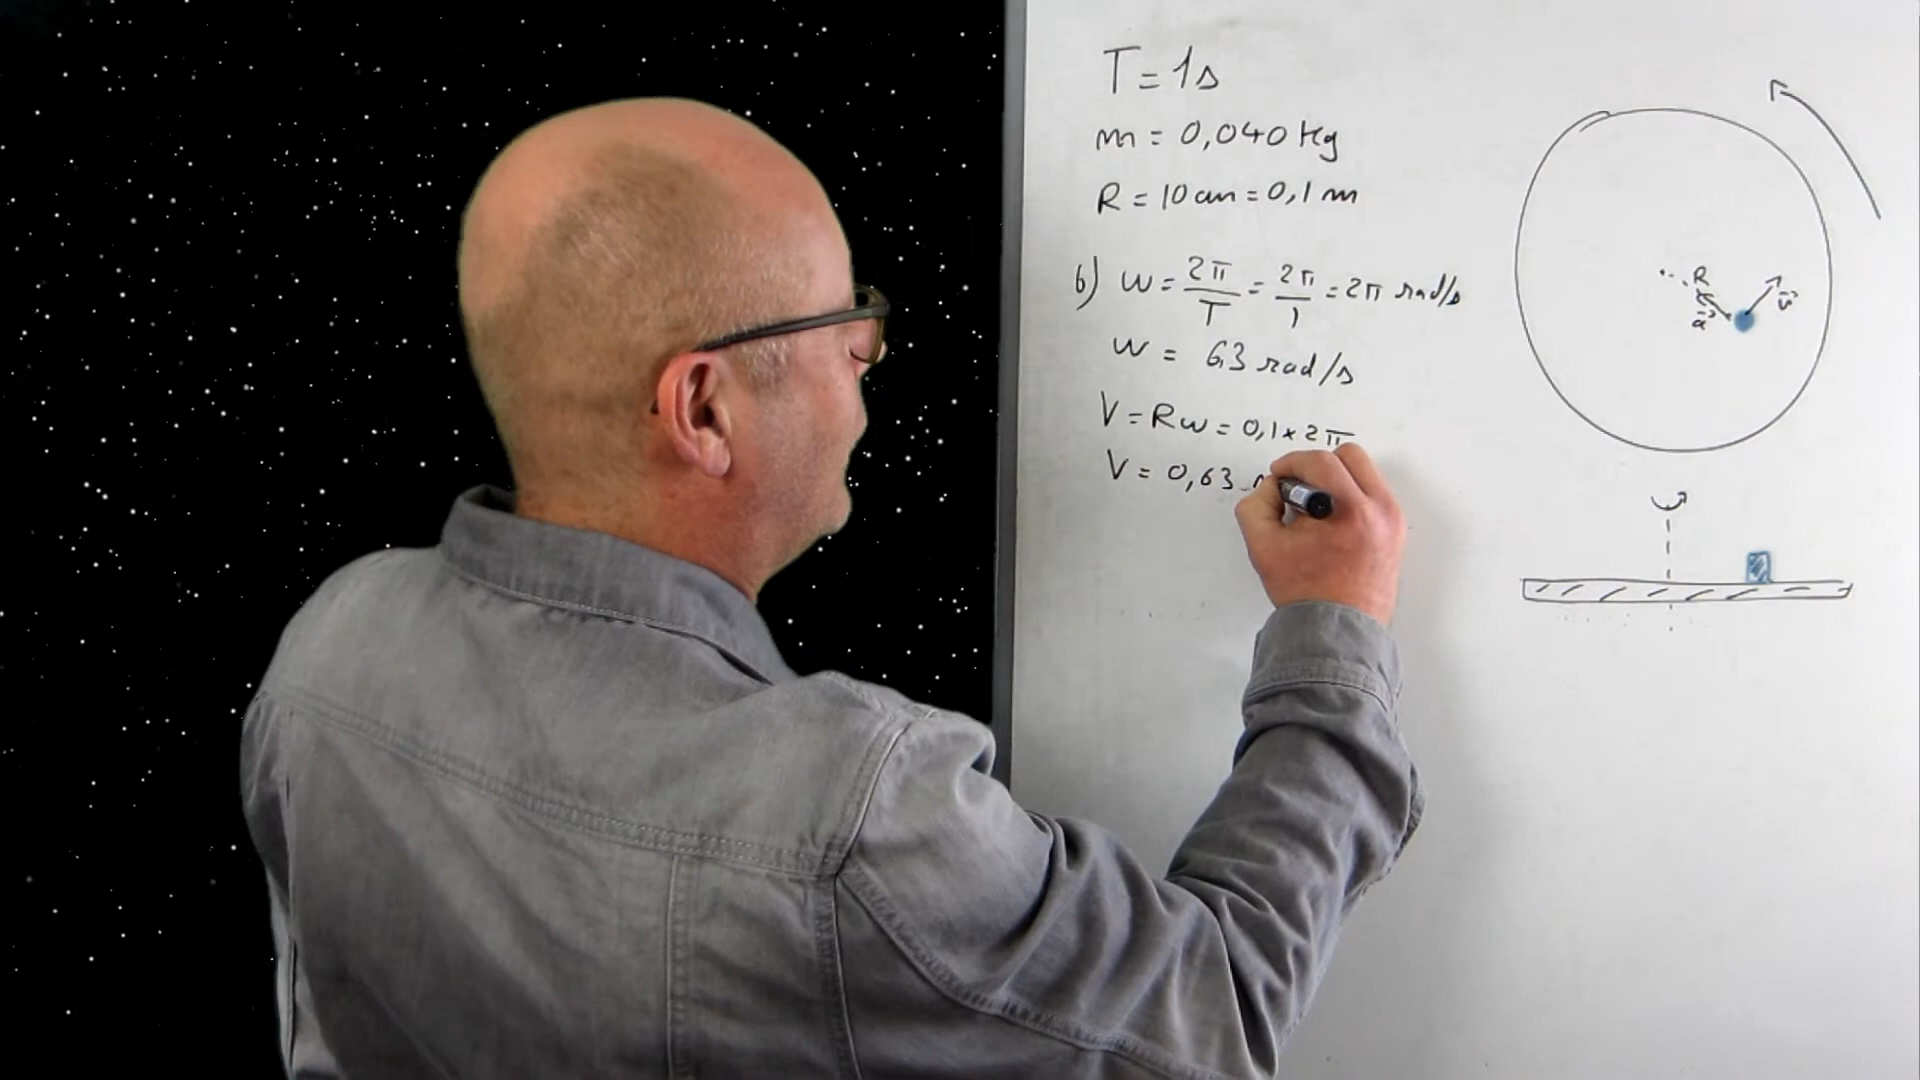 T = 1s
m = 0,040 Kg
R = 10 cm = 0,1 m
b) w = 2π/T = 2π/1 = 2π rad/s
w = 6,3 rad/s
V = Rw = 0,1 × 2π
V = 0,63
R
a⃗
v⃗